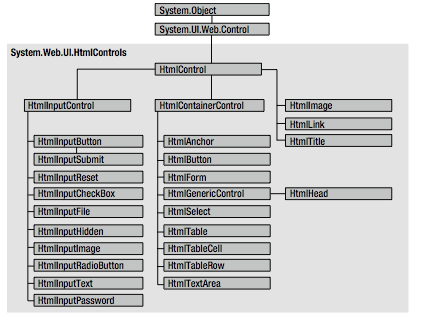 System.Object
System.UI.Web.Control
System.Web.UI.HtmlControls
HtmlControl
HtmlInputControl
HtmlContainerControl
HtmlImage
HtmlLink
HtmlTitle
HtmlInputButton
HtmlInputSubmit
HtmlInputReset
HtmlInputCheckBox
HtmlInputFile
HtmlInputHidden
HtmlInputImage
HtmlInputRadioButton
HtmlInputText
HtmlInputPassword
HtmlAnchor
HtmlButton
HtmlForm
HtmlGenericControl
HtmlHead
HtmlSelect
HtmlTable
HtmlTableCell
HtmlTableRow
HtmlTextArea